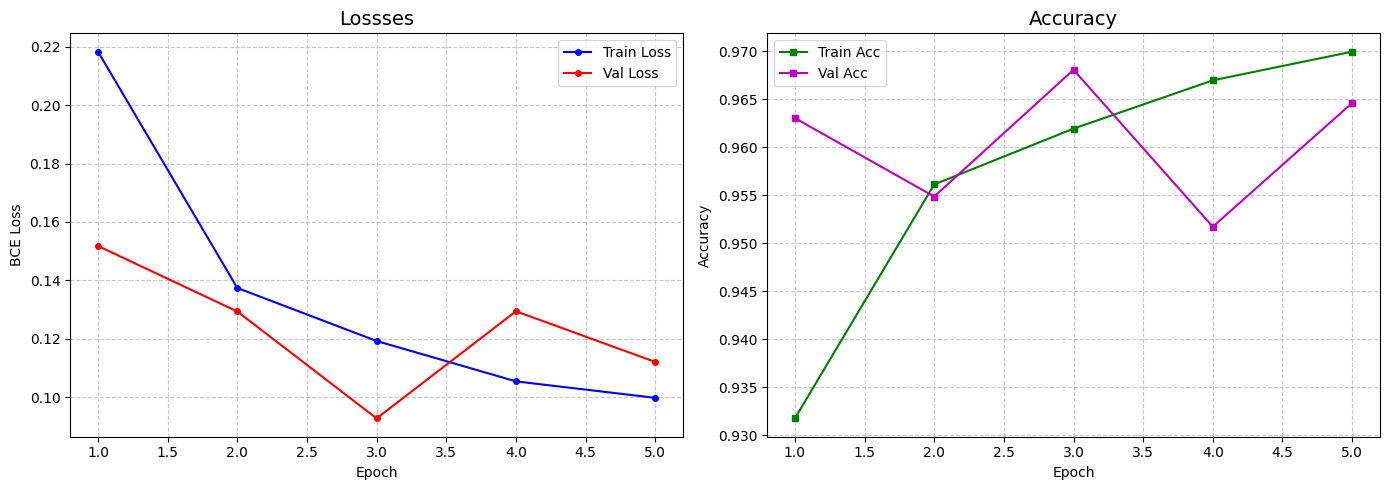 Lossses
0.22
0.20
0.18
0.16
0.14
0.12
0.10
BCE Loss
Train Loss
Val Loss
1.0 1.5 2.0 2.5 3.0 3.5 4.0 4.5 5.0
Epoch
Accuracy
0.970
0.965
0.960
0.955
0.950
0.945
0.940
0.935
0.930
Accuracy
Train Acc
Val Acc
1.0 1.5 2.0 2.5 3.0 3.5 4.0 4.5 5.0
Epoch